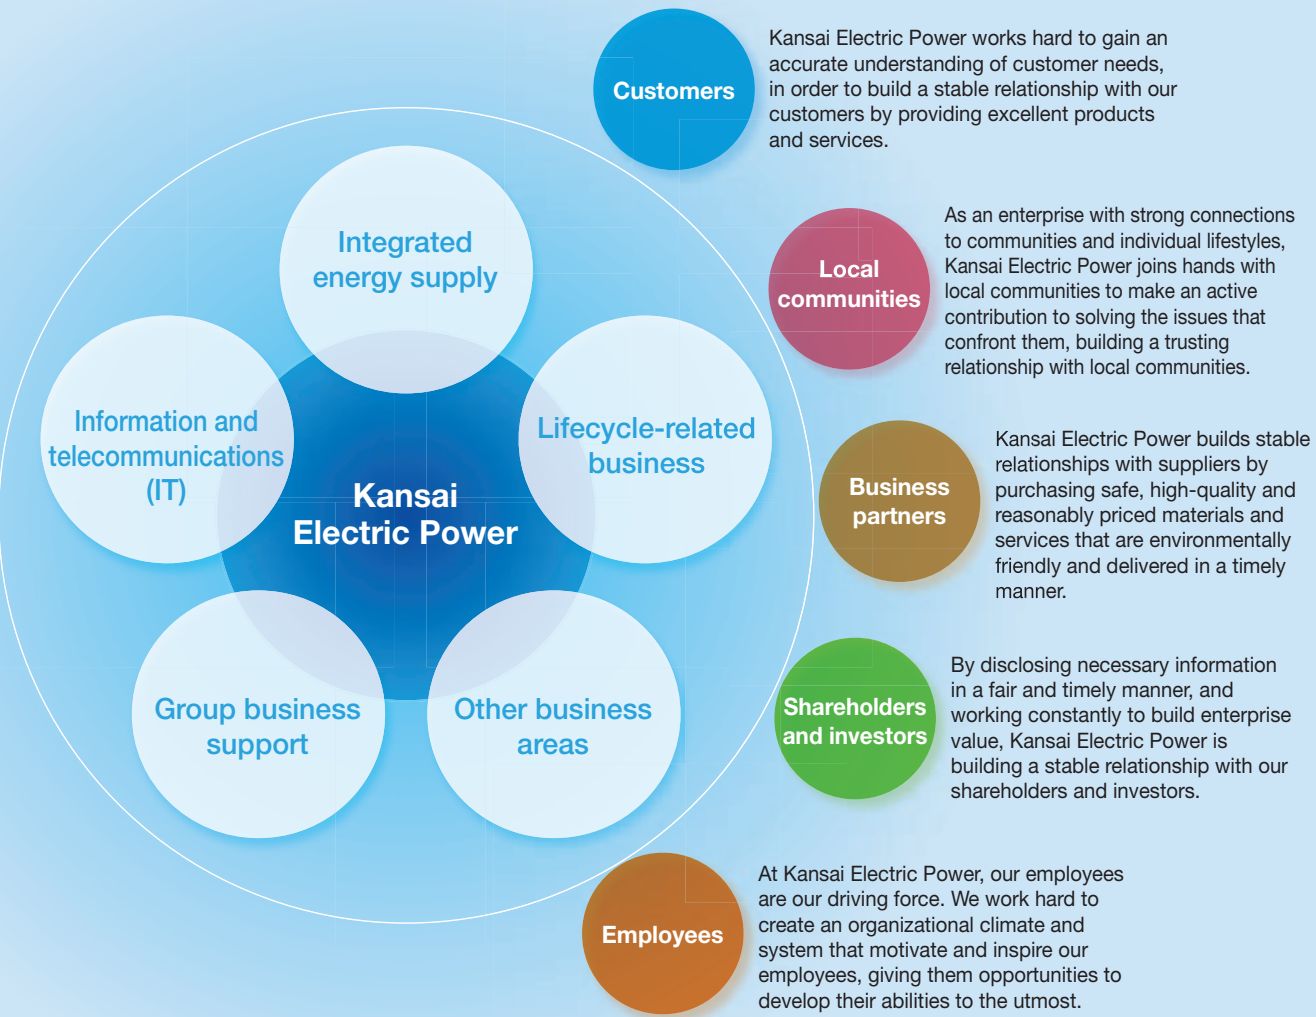 Customers
Kansai Electric Power works hard to gain an
accurate understanding of customer needs,
in order to build a stable relationship with our
customers by providing excellent products
and services.
Integrated
energy supply
Local
communities
As an enterprise with strong connections
to communities and individual lifestyles,
Kansai Electric Power joins hands with
local communities to make an active
contribution to solving the issues that
confront them, building a trusting
relationship with local communities.
Information and
telecommunications
(IT)
Kansai
Electric Power
Lifecycle-related
business
Business
partners
Kansai Electric Power builds stable
relationships with suppliers by
purchasing safe, high-quality and
reasonably priced materials and
services that are environmentally
friendly and delivered in a timely
manner.
Group business
support
Other business
areas
Shareholders
and investors
By disclosing necessary information
in a fair and timely manner, and
working constantly to build enterprise
value, Kansai Electric Power is
building a stable relationship with our
shareholders and investors.
Employees
At Kansai Electric Power, our employees
are our driving force. We work hard to
create an organizational climate and
system that motivate and inspire our
employees, giving them opportunities to
develop their abilities to the utmost.